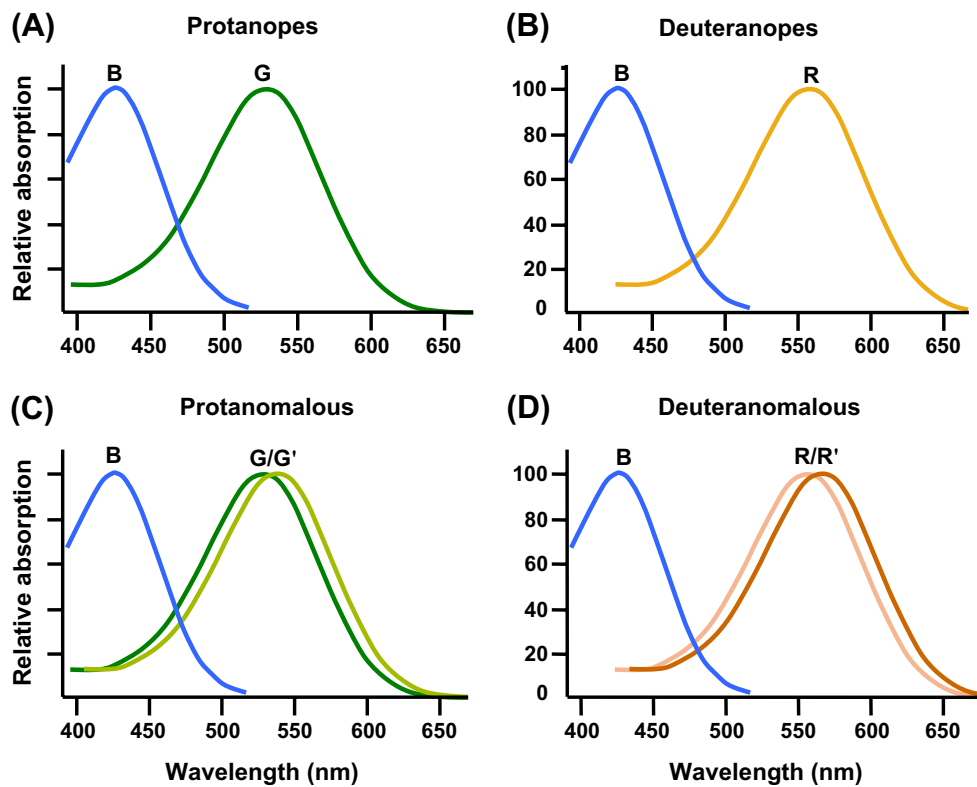 (A) Protanopes
B G
Relative absorption
400 450 500 550 600 650
(B) Deuteranopes
B R
100
80
60
40
20
0
400 450 500 550 600 650
(C) Protanomalous
B G/G'
Relative absorption
400 450 500 550 600 650
Wavelength (nm)
(D) Deuteranomalous
B R/R'
100
80
60
40
20
0
400 450 500 550 600 650
Wavelength (nm)